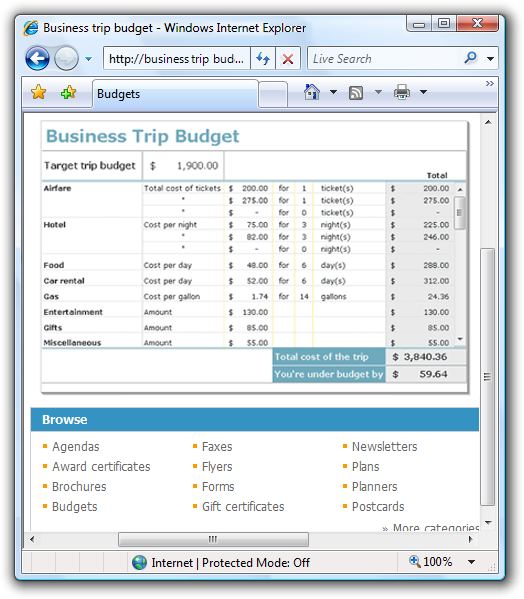 Business trip budget - Windows Internet Explorer
http://business trip bud... Live Search
Budgets
Business Trip Budget
Target trip budget $ 1,900.00
Total
Airfare Total cost of tickets $ 200.00 for 1 ticket(s) $ 200.00
" $ 275.00 for 1 ticket(s) $ 275.00
" $ - for 0 ticket(s) $ -
Hotel Cost per night $ 75.00 for 3 night(s) $ 225.00
" $ 82.00 for 3 night(s) $ 246.00
" $ - for 0 night(s) $ -
Food Cost per day $ 48.00 for 6 day(s) $ 288.00
Car rental Cost per day $ 52.00 for 6 day(s) $ 312.00
Gas Cost per gallon $ 1.74 for 14 gallons $ 24.36
Entertainment Amount $ 130.00 $ 130.00
Gifts Amount $ 85.00 $ 85.00
Miscellaneous Amount $ 55.00 $ 55.00
Total cost of the trip $ 3,840.36
You're under budget by $ 59.64
Browse
Agendas Faxes Newsletters
Award certificates Flyers Plans
Brochures Forms Planners
Budgets Gift certificates Postcards
» More categories
Internet | Protected Mode: Off 100%